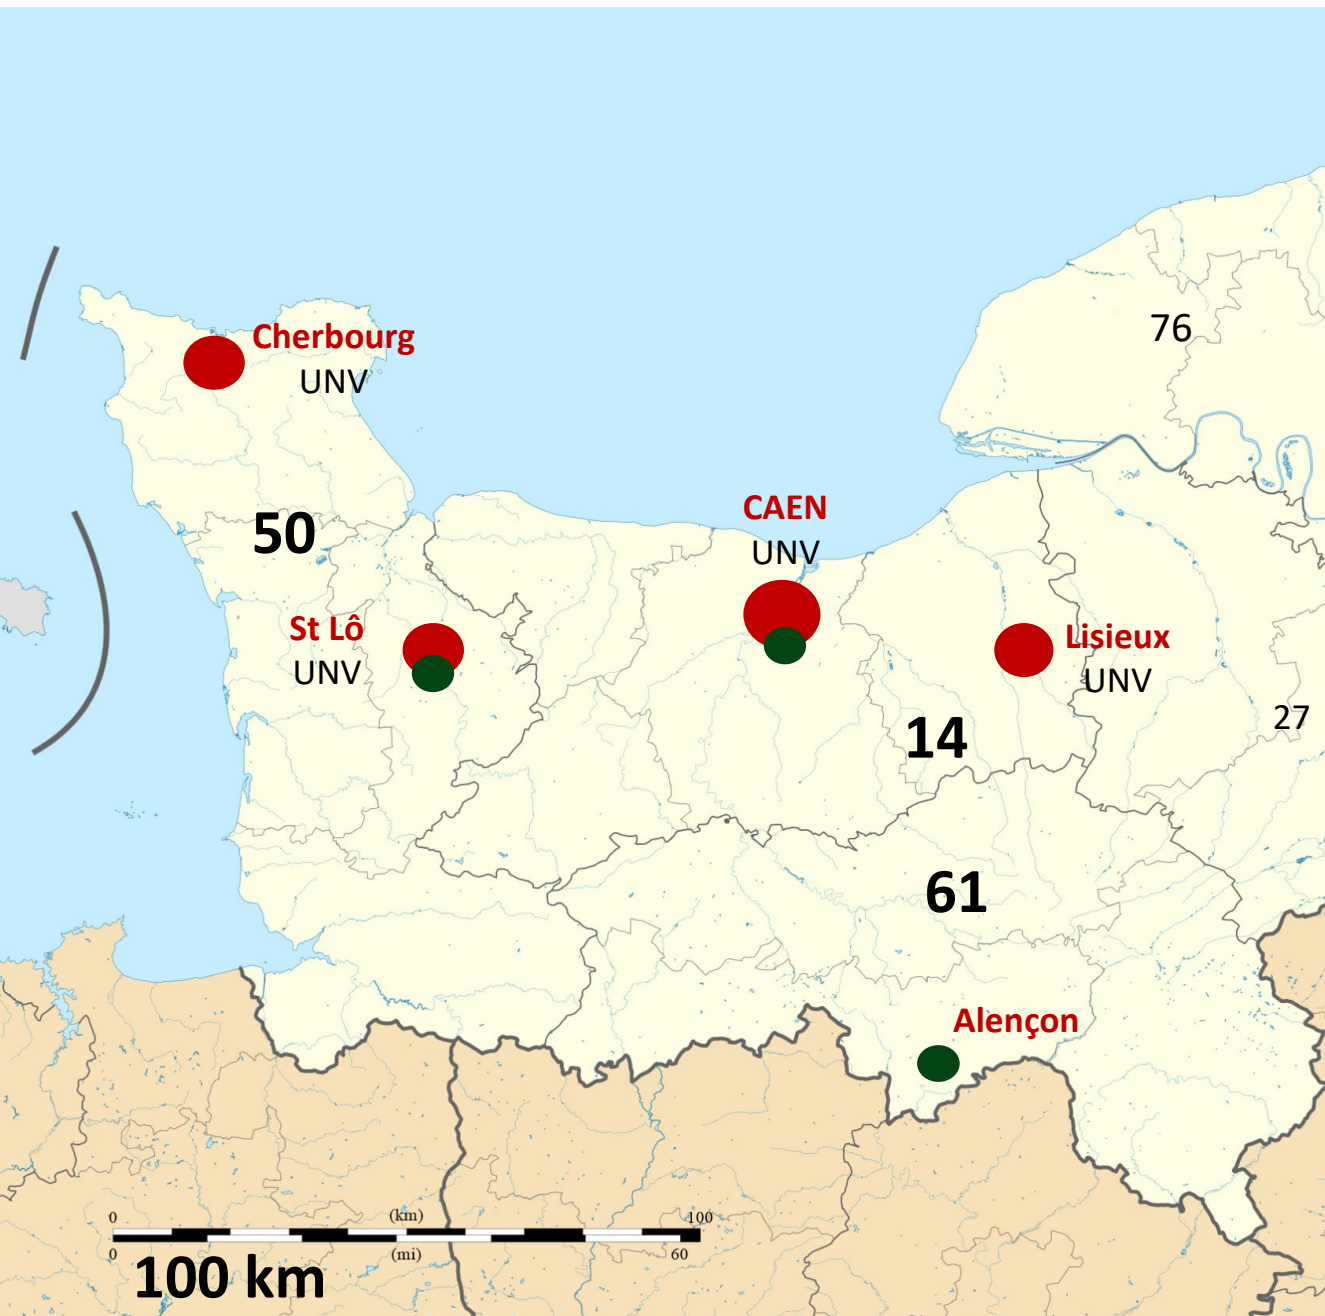 76
Cherbourg
UNV
CAEN
UNV
50
St Lô
UNV
Lisieux
UNV
27
14
61
Alençon
0 (km) 100
0 (mi) 60
100 km